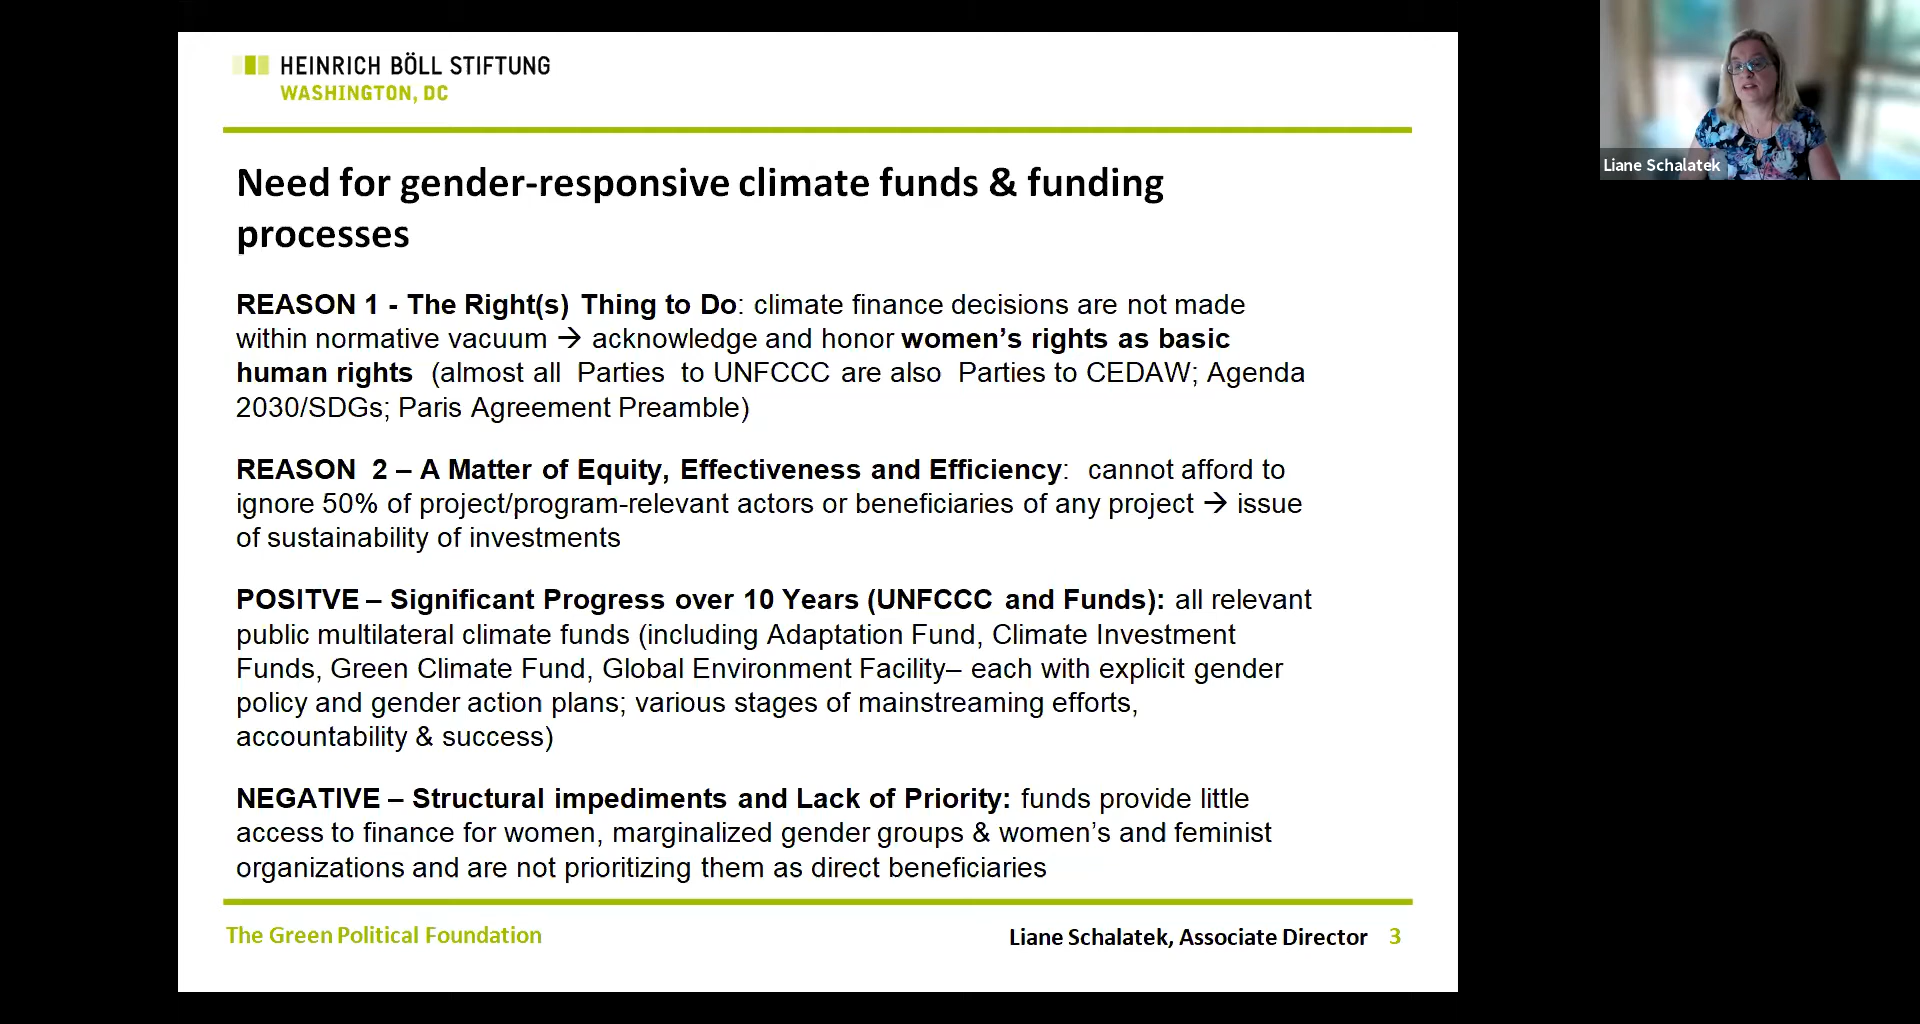 HEINRICH BÖLL STIFTUNG
WASHINGTON, DC
Need for gender-responsive climate funds & funding
processes
REASON 1 - The Right(s) Thing to Do: climate finance decisions are not made
within normative vacuum → acknowledge and honor women's rights as basic
human rights (almost all Parties to UNFCCC are also Parties to CEDAW; Agenda
2030/SDGs; Paris Agreement Preamble)
REASON 2 – A Matter of Equity, Effectiveness and Efficiency: cannot afford to
ignore 50% of project/program-relevant actors or beneficiaries of any project → issue
of sustainability of investments
POSITVE – Significant Progress over 10 Years (UNFCCC and Funds): all relevant
public multilateral climate funds (including Adaptation Fund, Climate Investment
Funds, Green Climate Fund, Global Environment Facility– each with explicit gender
policy and gender action plans; various stages of mainstreaming efforts,
accountability & success)
NEGATIVE – Structural impediments and Lack of Priority: funds provide little
access to finance for women, marginalized gender groups & women's and feminist
organizations and are not prioritizing them as direct beneficiaries
The Green Political Foundation
Liane Schalatek, Associate Director 3
Liane Schalatek